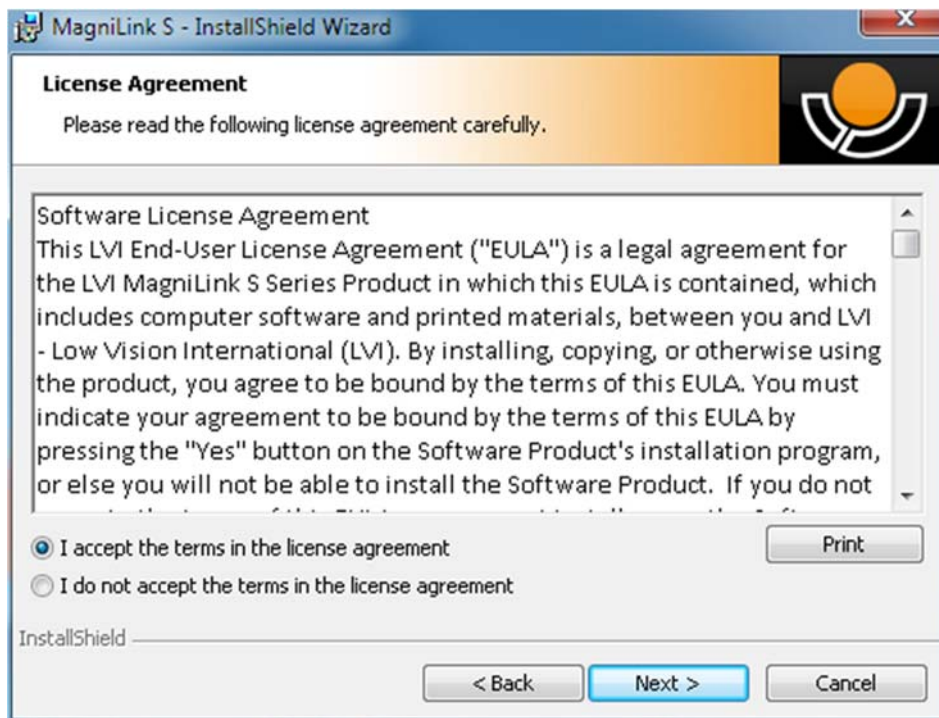 MagniLink S - InstallShield Wizard
License Agreement
Please read the following license agreement carefully.
Software License Agreement
This LVI End-User License Agreement ("EULA") is a legal agreement for
the LVI MagniLink S Series Product in which this EULA is contained, which
includes computer software and printed materials, between you and LVI
- Low Vision International (LVI). By installing, copying, or otherwise using
the product, you agree to be bound by the terms of this EULA. You must
indicate your agreement to be bound by the terms of this EULA by
pressing the "Yes" button on the Software Product's installation program,
or else you will not be able to install the Software Product.  If you do not
I accept the terms in the license agreement
Print
I do not accept the terms in the license agreement
InstallShield
< Back
Next >
Cancel